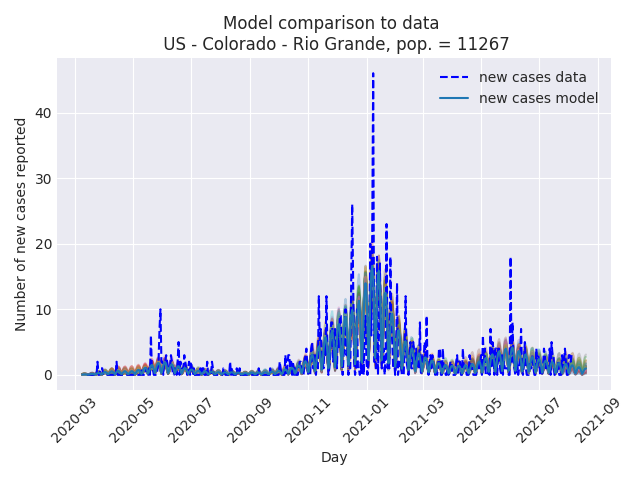 Model comparison to data
US - Colorado - Rio Grande, pop. = 11267
new cases data
new cases model
Number of new cases reported
40
30
20
10
0
2020-03
2020-05
2020-07
2020-09
2020-11
2021-01
2021-03
2021-05
2021-07
2021-09
Day